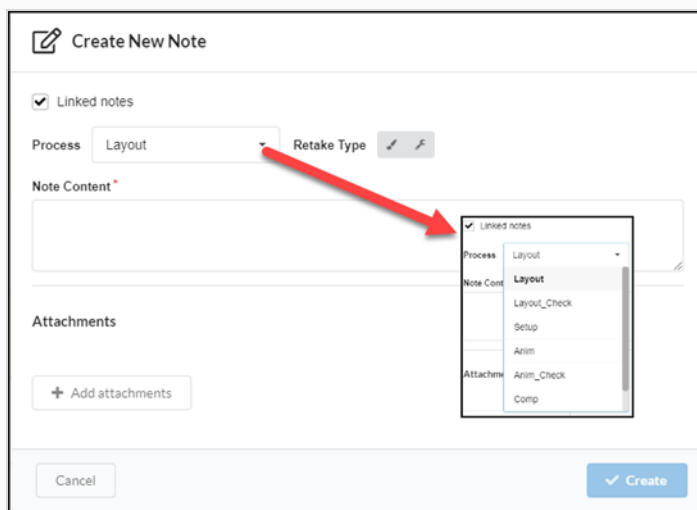 Create New Note
Linked notes
Process Layout Retake Type
Note Content*
Linked notes
Process Layout
Note Cont
Layout
Layout_Check
Setup
Anim
Attachme
Anim_Check
Comp
Attachments
+ Add attachments
Cancel
Create